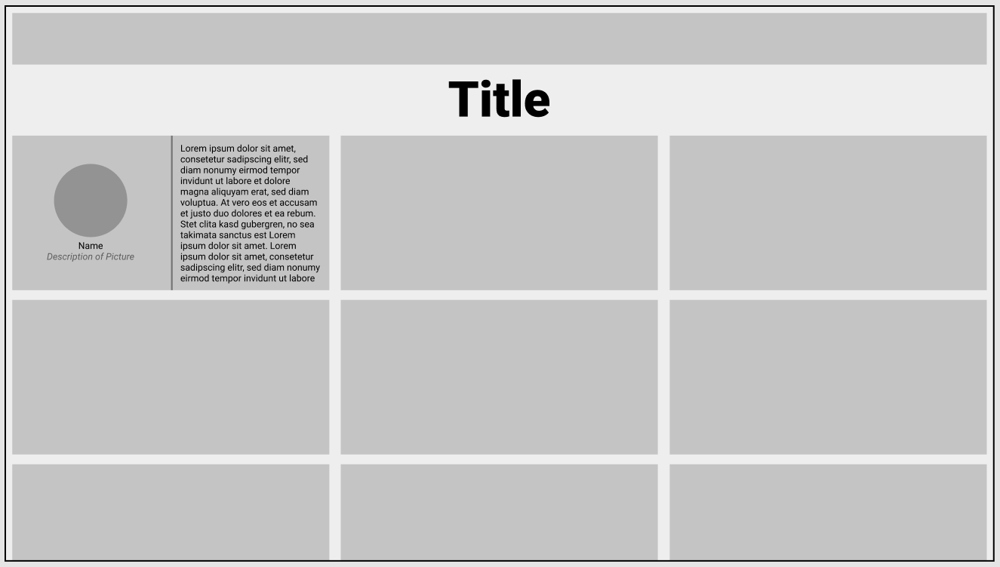 Title
Name
Description of Picture
Lorem ipsum dolor sit amet,
consetetur sadipscing elitr, sed
diam nonumy eirmod tempor
invidunt ut labore et dolore
magna aliquyam erat, sed diam
voluptua. At vero eos et accusam
et justo duo dolores et ea rebum.
Stet clita kasd gubergren, no sea
takimata sanctus est Lorem
ipsum dolor sit amet. Lorem
ipsum dolor sit amet, consetetur
sadipscing elitr, sed diam nonumy
eirmod tempor invidunt ut labore